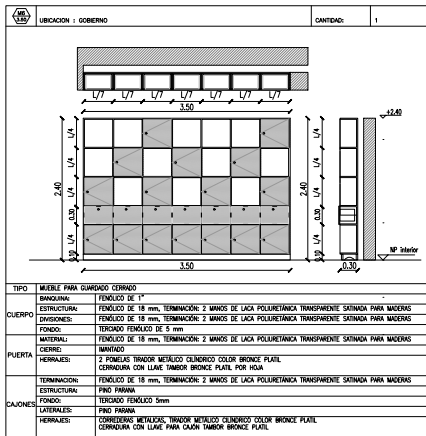 M6
3.50
UBICACION : GOBIERNO
CANTIDAD:
1
L/7 L/7 L/7 L/7 L/7 L/7 L/7
3.50
+2.40
2.40
L/4
L/4
L/4
0.30
L/4
0.10
L/4
L/4
L/4
0.30
L/4
0.10
2.40
NP interior
3.50
0.30
TIPO MUEBLE PARA GUARDADO CERRADO
CUERPO
BANQUINA: FENÓLICO DE 1"
ESTRUCTURA: FENÓLICO DE 18 mm, TERMINACIÓN: 2 MANOS DE LACA POLIURETÁNICA TRANSPARENTE SATINADA PARA MADERAS
DIVISIONES: FENÓLICO DE 18 mm, TERMINACIÓN: 2 MANOS DE LACA POLIURETÁNICA TRANSPARENTE SATINADA PARA MADERAS
FONDO: TERCIADO FENÓLICO DE 5 mm
PUERTA
MATERIAL: FENÓLICO DE 18 mm, TERMINACIÓN: 2 MANOS DE LACA POLIURETÁNICA TRANSPARENTE SATINADA PARA MADERAS
CIERRE: IMANTADO
HERRAJES: 2 POMELAS TIRADOR METÁLICO CILÍNDRICO COLOR BRONCE PLATIL
CERRADURA CON LLAVE TAMBOR BRONCE PLATIL POR HOJA
CAJONES
TERMINACION: FENÓLICO DE 18 mm, TERMINACIÓN: 2 MANOS DE LACA POLIURETÁNICA TRANSPARENTE SATINADA PARA MADERAS
ESTRUCTURA: PINO PARANA
FONDO: TERCIADO FENÓLICO 5mm
LATERALES: PINO PARANA
HERRAJES: CORREDERAS METALICAS, TIRADOR METÁLICO CILÍNDRICO COLOR BRONCE PLATIL
CERRADURA CON LLAVE PARA CAJÓN TAMBOR BRONCE PLATIL